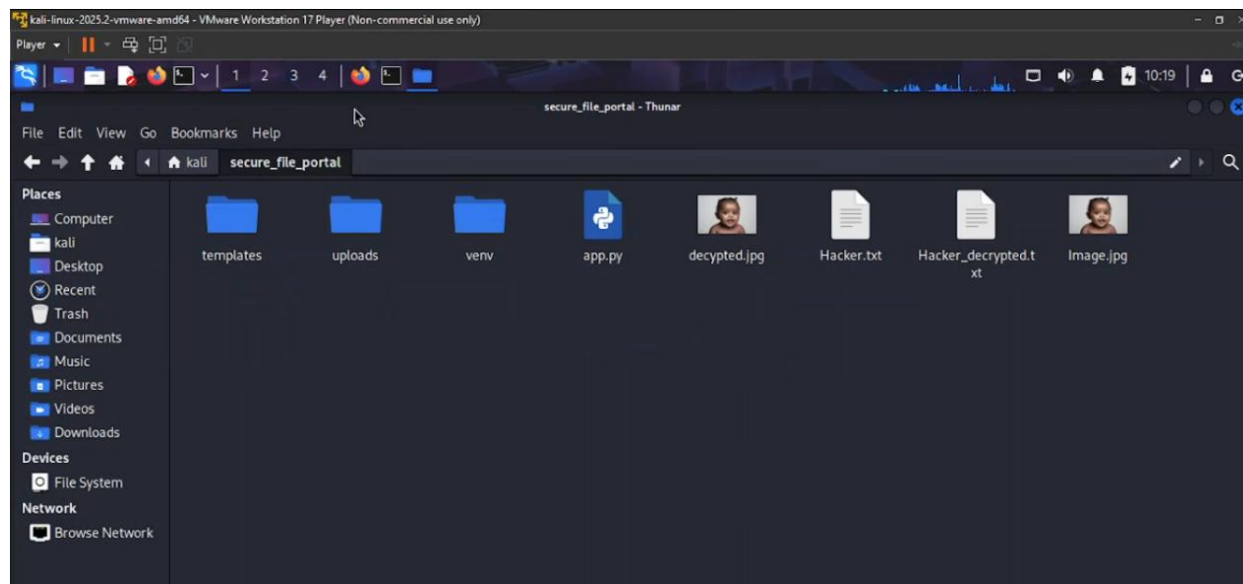 kali-linux-2025.2-vmware-amd64 - VMware Workstation 17 Player (Non-commercial use only)
Player
1 2 3 4 10:19
secure_file_portal - Thunar
File Edit View Go Bookmarks Help
kali secure_file_portal
Places
Computer
kali
Desktop
Recent
Trash
Documents
Music
Pictures
Videos
Downloads
Devices
File System
Network
Browse Network
templates
uploads
venv
app.py
decypted.jpg
Hacker.txt
Hacker_decrypted.t
xt
Image.jpg